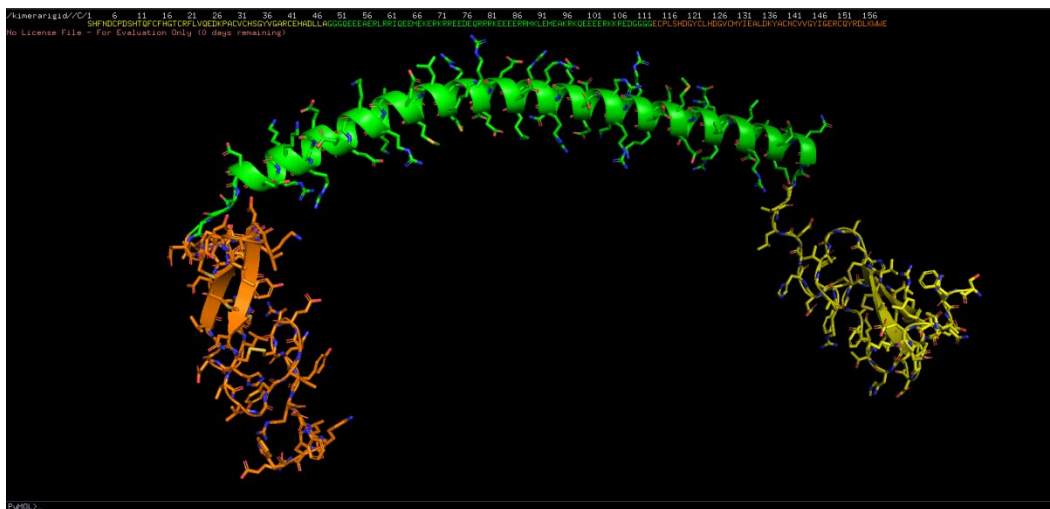 /kimerarigid//C/1 6 11 16 21 26 31 36 41 46 51 56 61 66 71 76 81 86 91 96 101 106 111 116 121 126 131 136 141 146 151 156
SHFNDCPDSHTQFCFHGTCRFLVQEDKPACVCHSGYVGARCEHADLLAGGGQEEEAERLRRIQEEMEKERKRREEDEQRRRKEEEERRMKLEMEAKRKQEEEERKKREDGGGGECPLSHDGYCLHDGVCMYIEALDKYACNCVVGYIGERCQYRDLKWWE
No License File - For Evaluation Only (0 days remaining)
PyMOL>